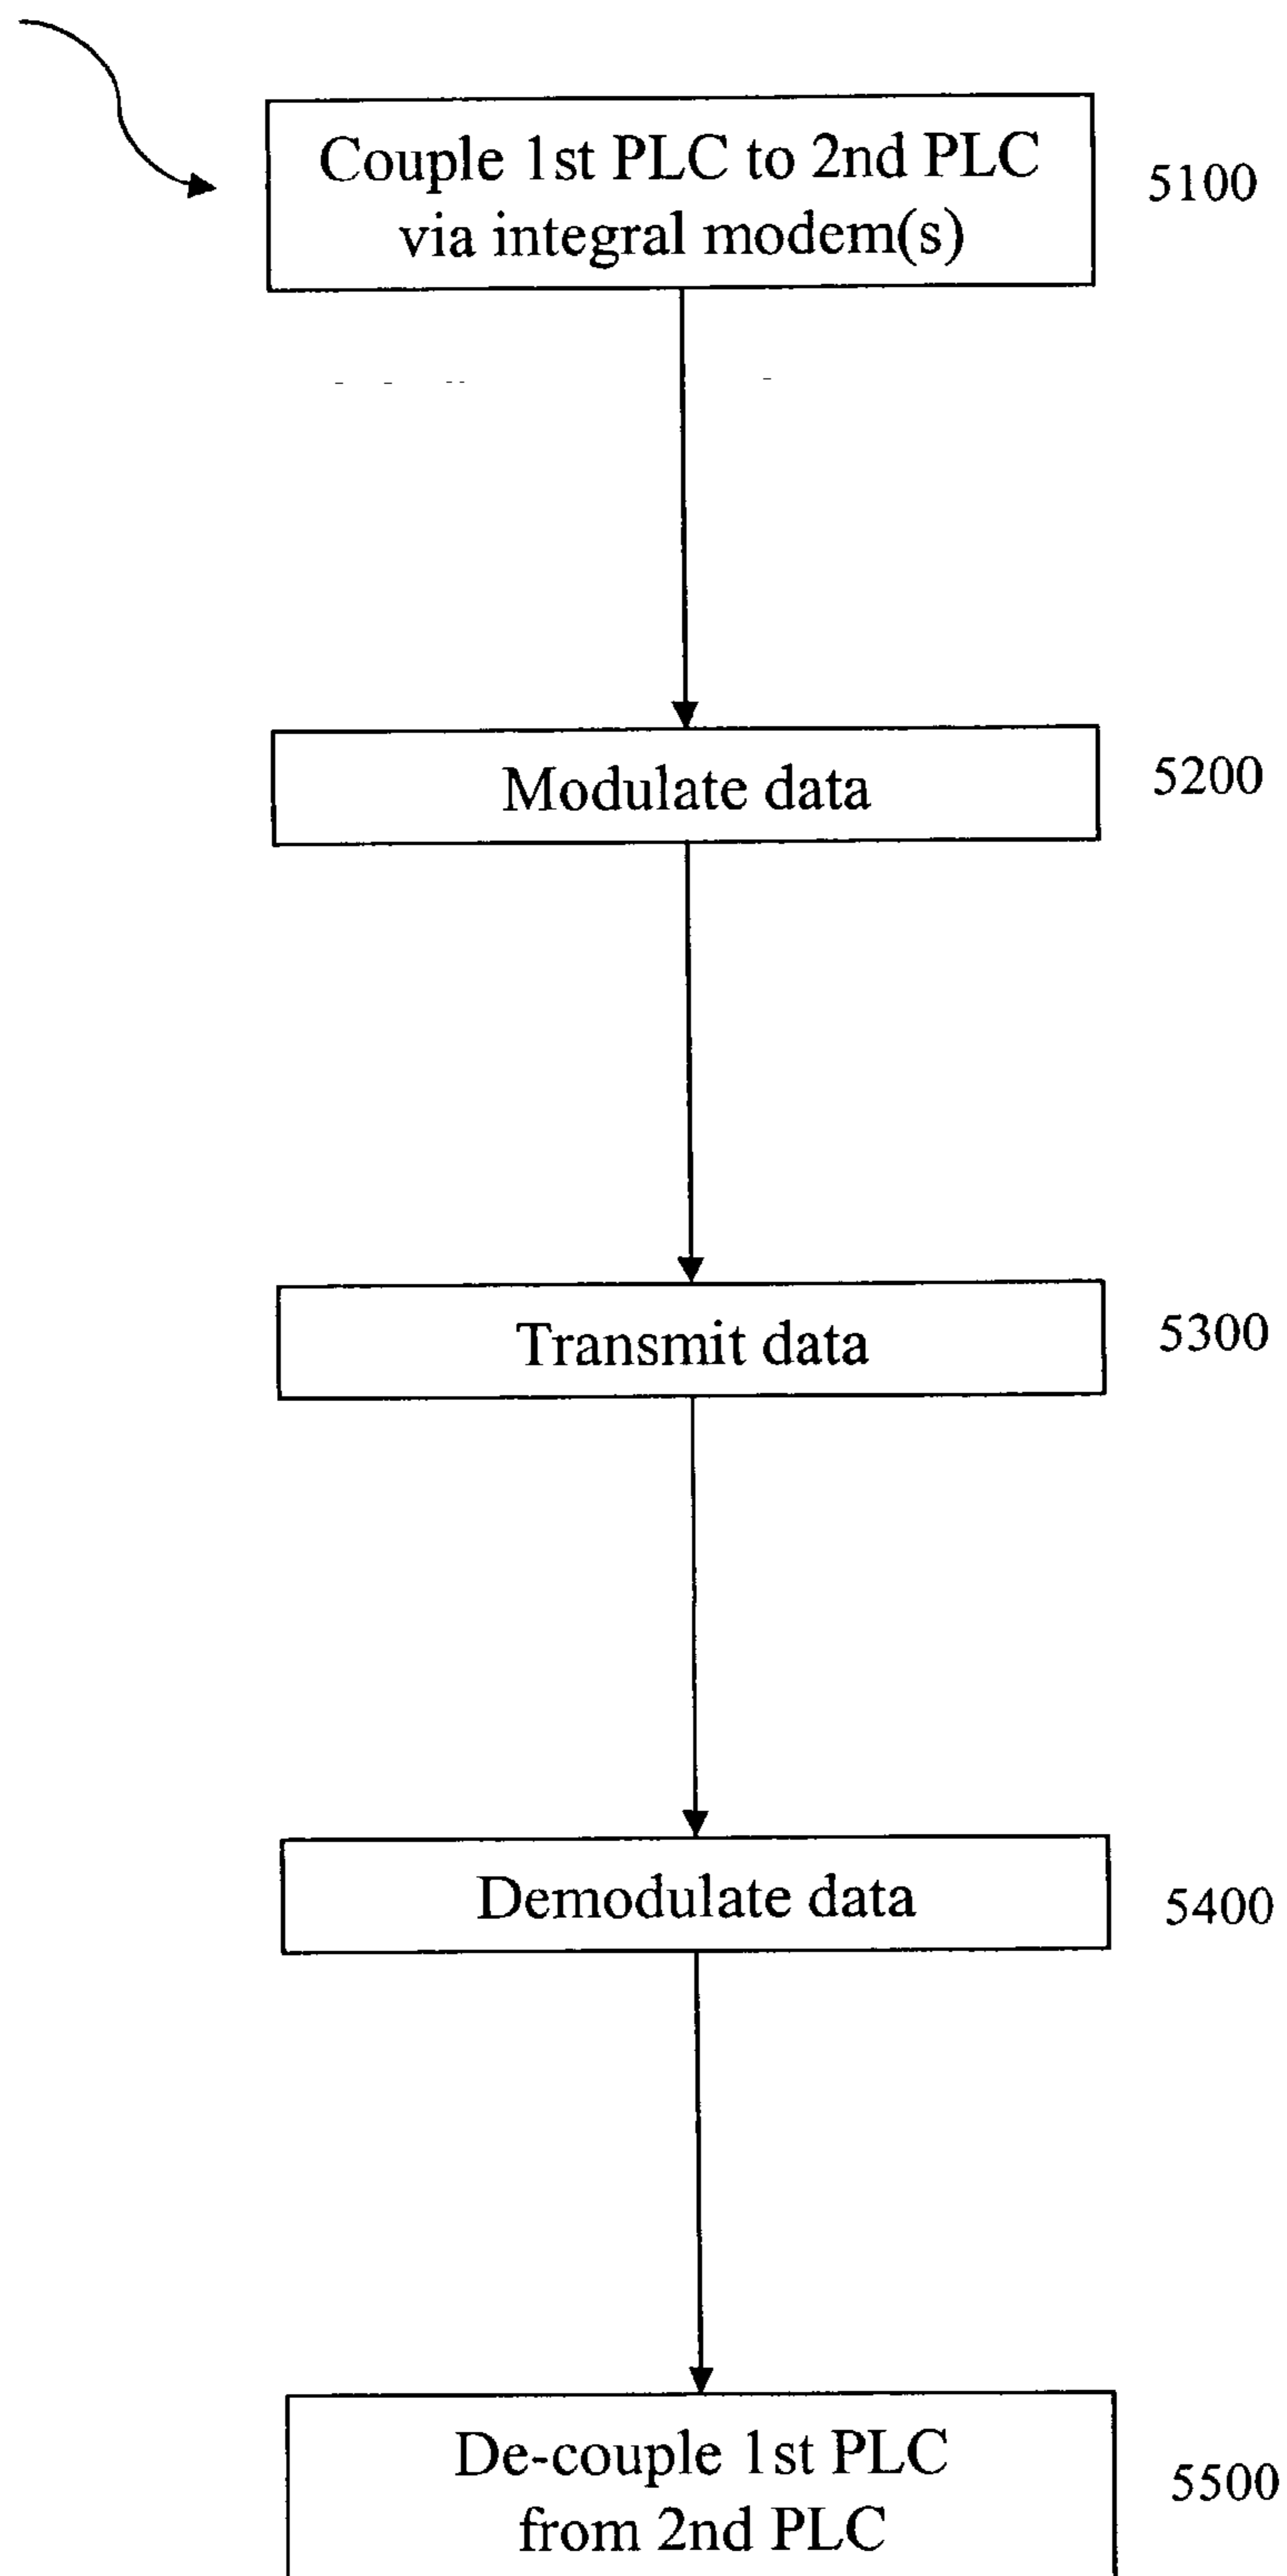 Couple 1st PLC to 2nd PLC
via integral modem(s)
5100
Modulate data
5200
Transmit data
5300
Demodulate data
5400
De-couple 1st PLC
from 2nd PLC
5500